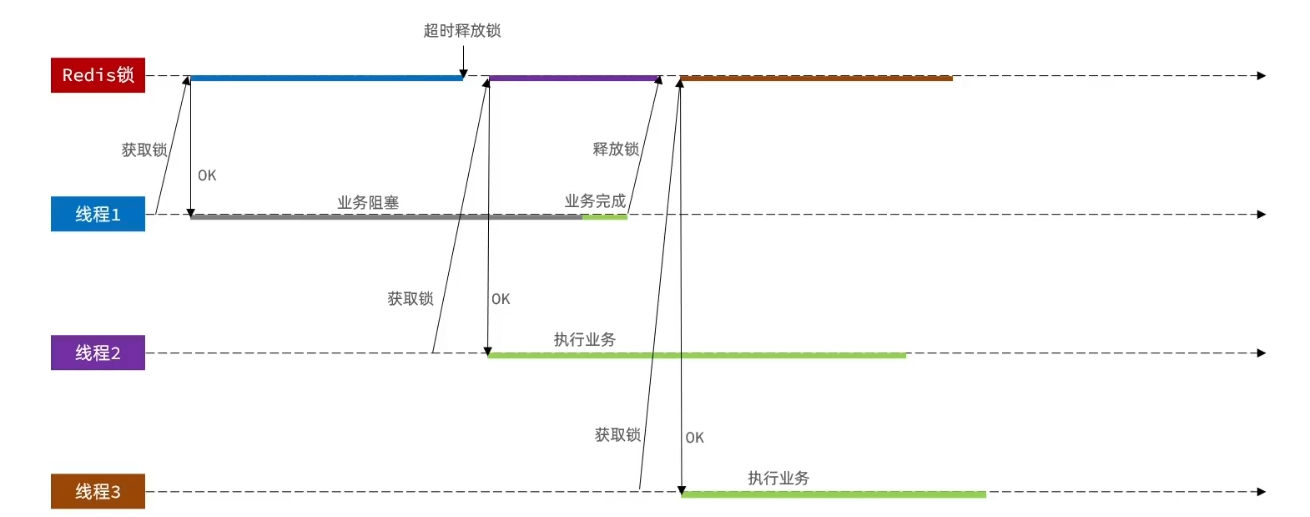 超时释放锁
Redis锁
获取锁
OK
释放锁
线程1
业务阻塞
业务完成
获取锁
OK
线程2
执行业务
获取锁
OK
线程3
执行业务